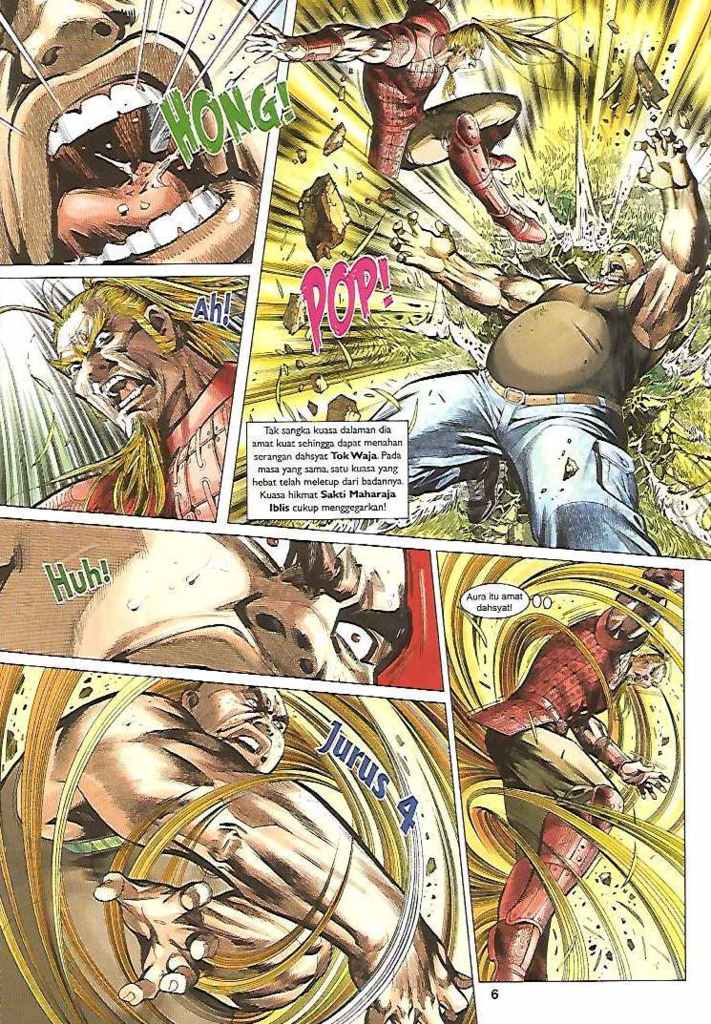 HONG!
POP!
Ah!
Tak sangka kuasa dalaman dia
amat kuat sehingga dapat menahan
serangan dahsyat Tok Waja. Pada
masa yang sama, satu kuasa yang
hebat telah meletup dari badannya.
Kuasa hikmat Sakti Maharaja
Iblis cukup menggegarkan!
Huh!
Aura itu amat
dahsyat!
Jurus 4
6